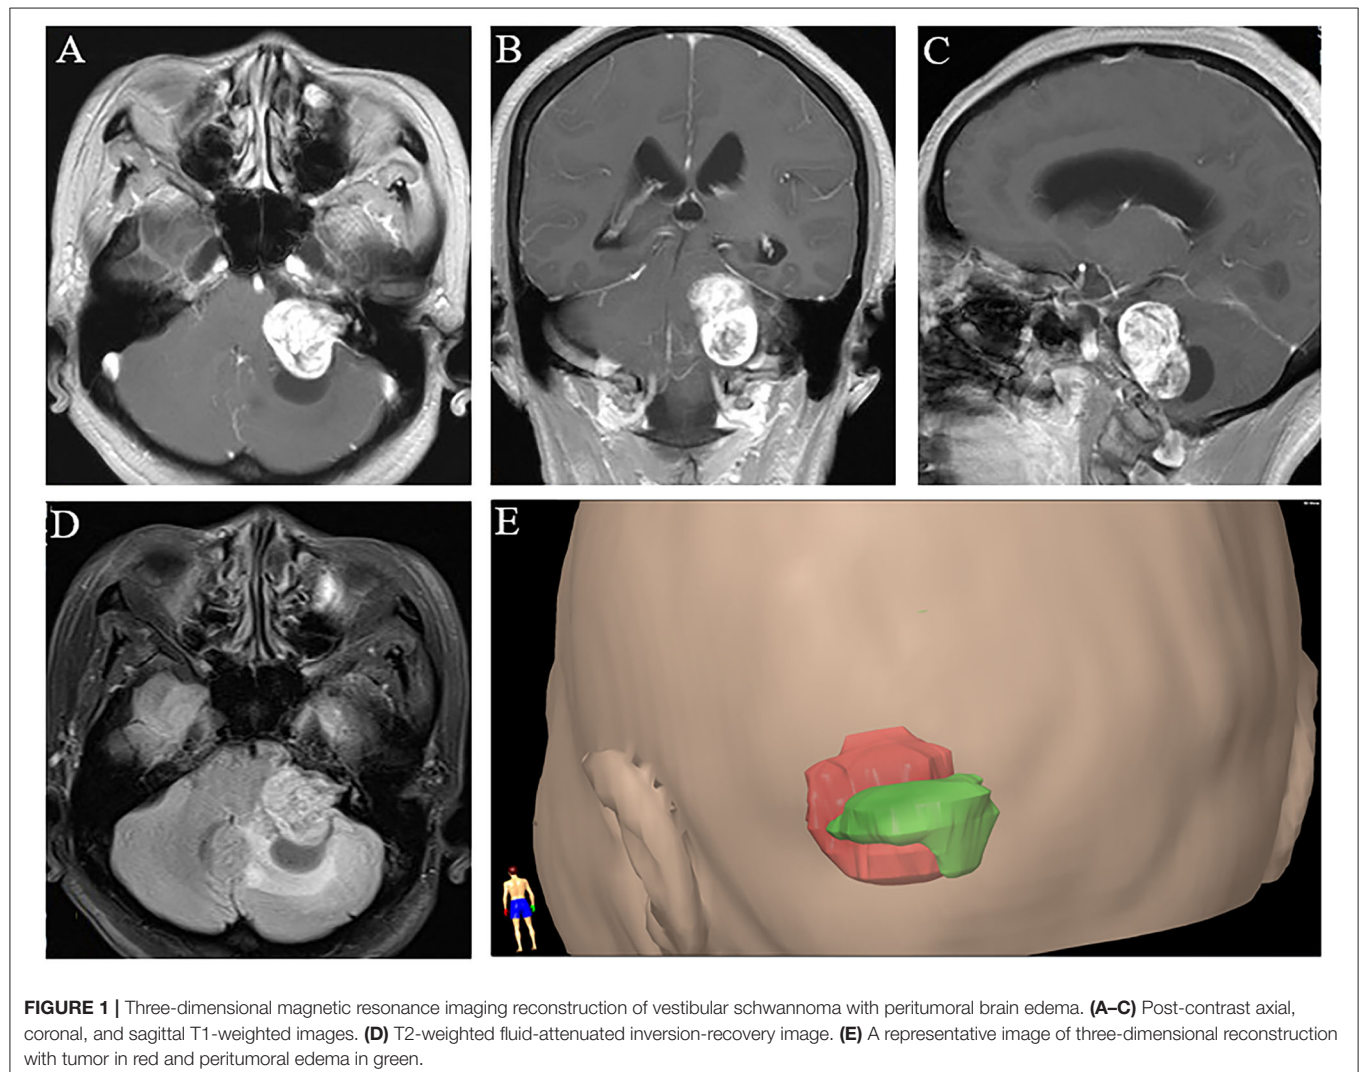 A
B
C
D
E
FIGURE 1 | Three-dimensional magnetic resonance imaging reconstruction of vestibular schwannoma with peritumoral brain edema. (A–C) Post-contrast axial,
coronal, and sagittal T1-weighted images. (D) T2-weighted fluid-attenuated inversion-recovery image. (E) A representative image of three-dimensional reconstruction
with tumor in red and peritumoral edema in green.